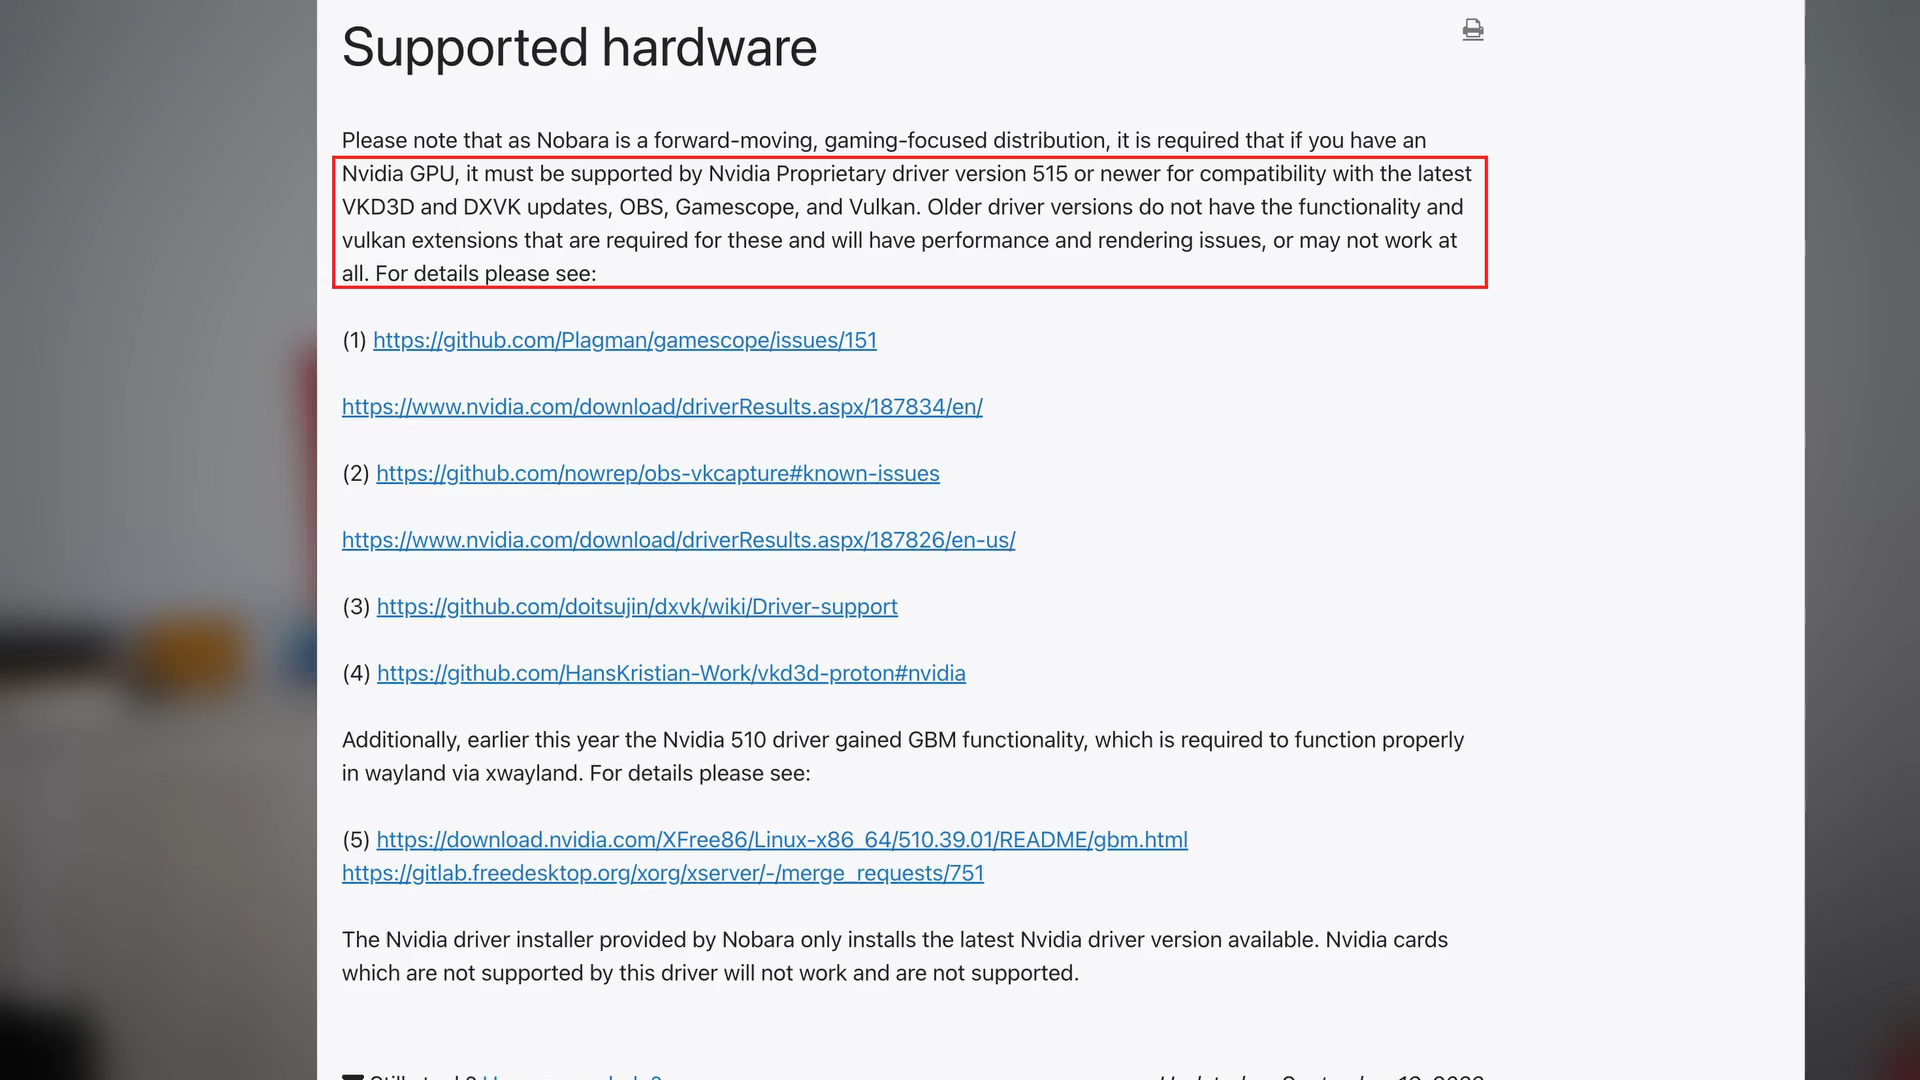 Supported hardware
Please note that as Nobara is a forward-moving, gaming-focused distribution, it is required that if you have an
Nvidia GPU, it must be supported by Nvidia Proprietary driver version 515 or newer for compatibility with the latest
VKD3D and DXVK updates, OBS, Gamescope, and Vulkan. Older driver versions do not have the functionality and
vulkan extensions that are required for these and will have performance and rendering issues, or may not work at
all. For details please see:
(1) https://github.com/Plagman/gamescope/issues/151
https://www.nvidia.com/download/driverResults.aspx/187834/en/
(2) https://github.com/nowrep/obs-vkcapture#known-issues
https://www.nvidia.com/download/driverResults.aspx/187826/en-us/
(3) https://github.com/doitsujin/dxvk/wiki/Driver-support
(4) https://github.com/HansKristian-Work/vkd3d-proton#nvidia
Additionally, earlier this year the Nvidia 510 driver gained GBM functionality, which is required to function properly
in wayland via xwayland. For details please see:
(5) https://download.nvidia.com/XFree86/Linux-x86_64/510.39.01/README/gbm.html
https://gitlab.freedesktop.org/xorg/xserver/-/merge_requests/751
The Nvidia driver installer provided by Nobara only installs the latest Nvidia driver version available. Nvidia cards
which are not supported by this driver will not work and are not supported.